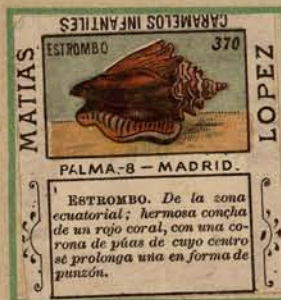 CARAMELOS INFANTILES
MATIAS
LOPEZ
ESTROMBO
370
PALMA.-8 — MADRID.
ESTROMBO. De la zona
ecuatorial; hermosa concha
de un rojo coral, con una co-
rona de púas de cuyo centro
se prolonga una en forma de
punzón.